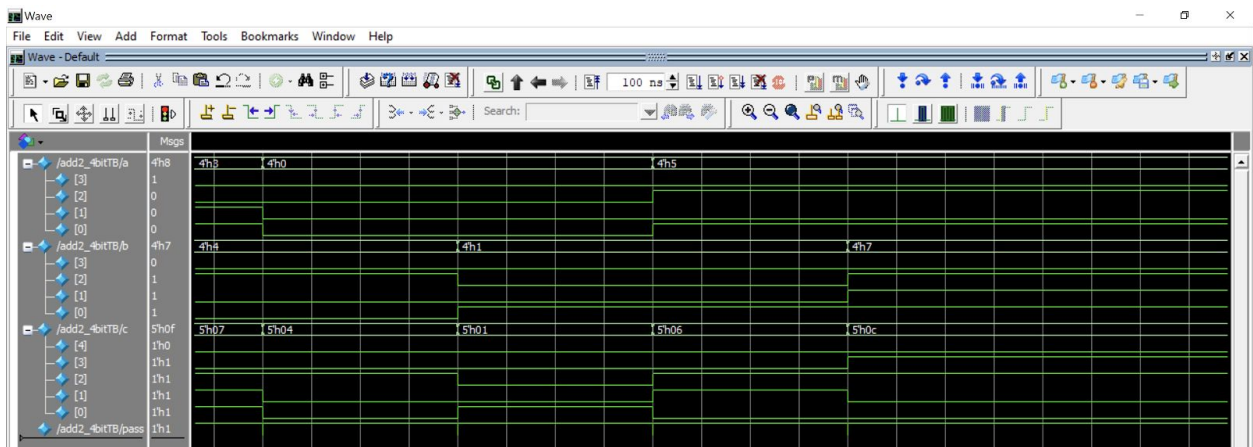 Wave
File Edit View Add Format Tools Bookmarks Window Help
Wave - Default
100 ns
Search:
Msgs
/add2_4bitTB/a 4'h8 4'h3 4'h0 4'h5
[3] 1
[2] 0
[1] 0
[0] 0
/add2_4bitTB/b 4'h7 4'h4 4'h1 4'h7
[3] 0
[2] 1
[1] 1
[0] 1
/add2_4bitTB/c 5'h0f 5'h07 5'h04 5'h01 5'h06 5'h0c
[4] 1'h0
[3] 1'h1
[2] 1'h1
[1] 1'h1
[0] 1'h1
/add2_4bitTB/pass 1'h1